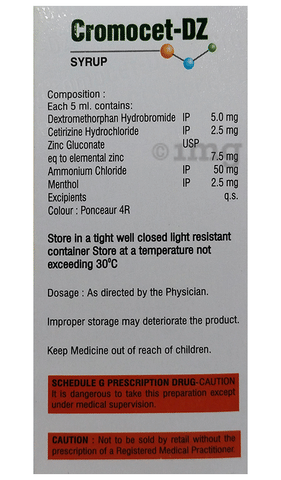 Cromocet-DZ
SYRUP
Composition :
Each 5 ml. contains:
Dextromethorphan Hydrobromide IP 5.0 mg
Cetirizine Hydrochloride IP 2.5 mg
Zinc Gluconate USP
eq to elemental zinc 7.5 mg
Ammonium Chloride IP 50 mg
Menthol IP 2.5 mg
Excipients q.s.
Colour : Ponceau 4R
© 1mg
Store in a tight well closed light resistant
container Store at a temperature not
exceeding 30°C
Dosage : As directed by the Physician.
Improper storage may deteriorate the product.
Keep Medicine out of reach of children.
SCHEDULE G PRESCRIPTION DRUG-CAUTION
It is dangerous to take this preparation except
under medical supervision.
CAUTION : Not to be sold by retail without the
prescription of a Registered Medical Practitioner.